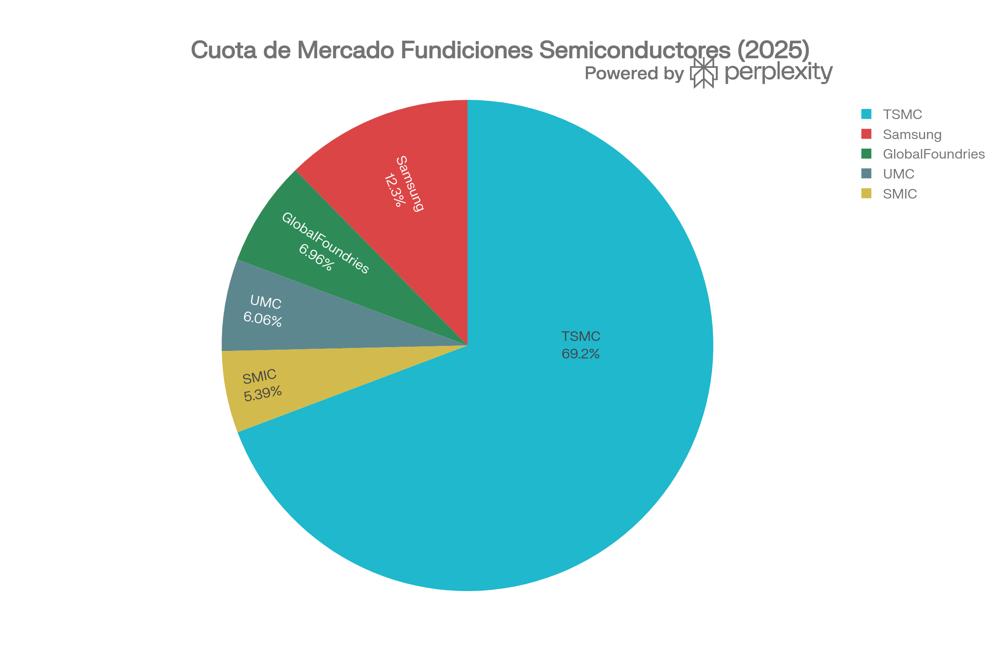 Cuota de Mercado Fundiciones Semiconductores (2025)
Powered by perplexity
TSMC
Samsung
GlobalFoundries
UMC
SMIC
Samsung
12.3%
GlobalFoundries
6.96%
UMC
6.06%
TSMC
69.2%
SMIC
5.39%